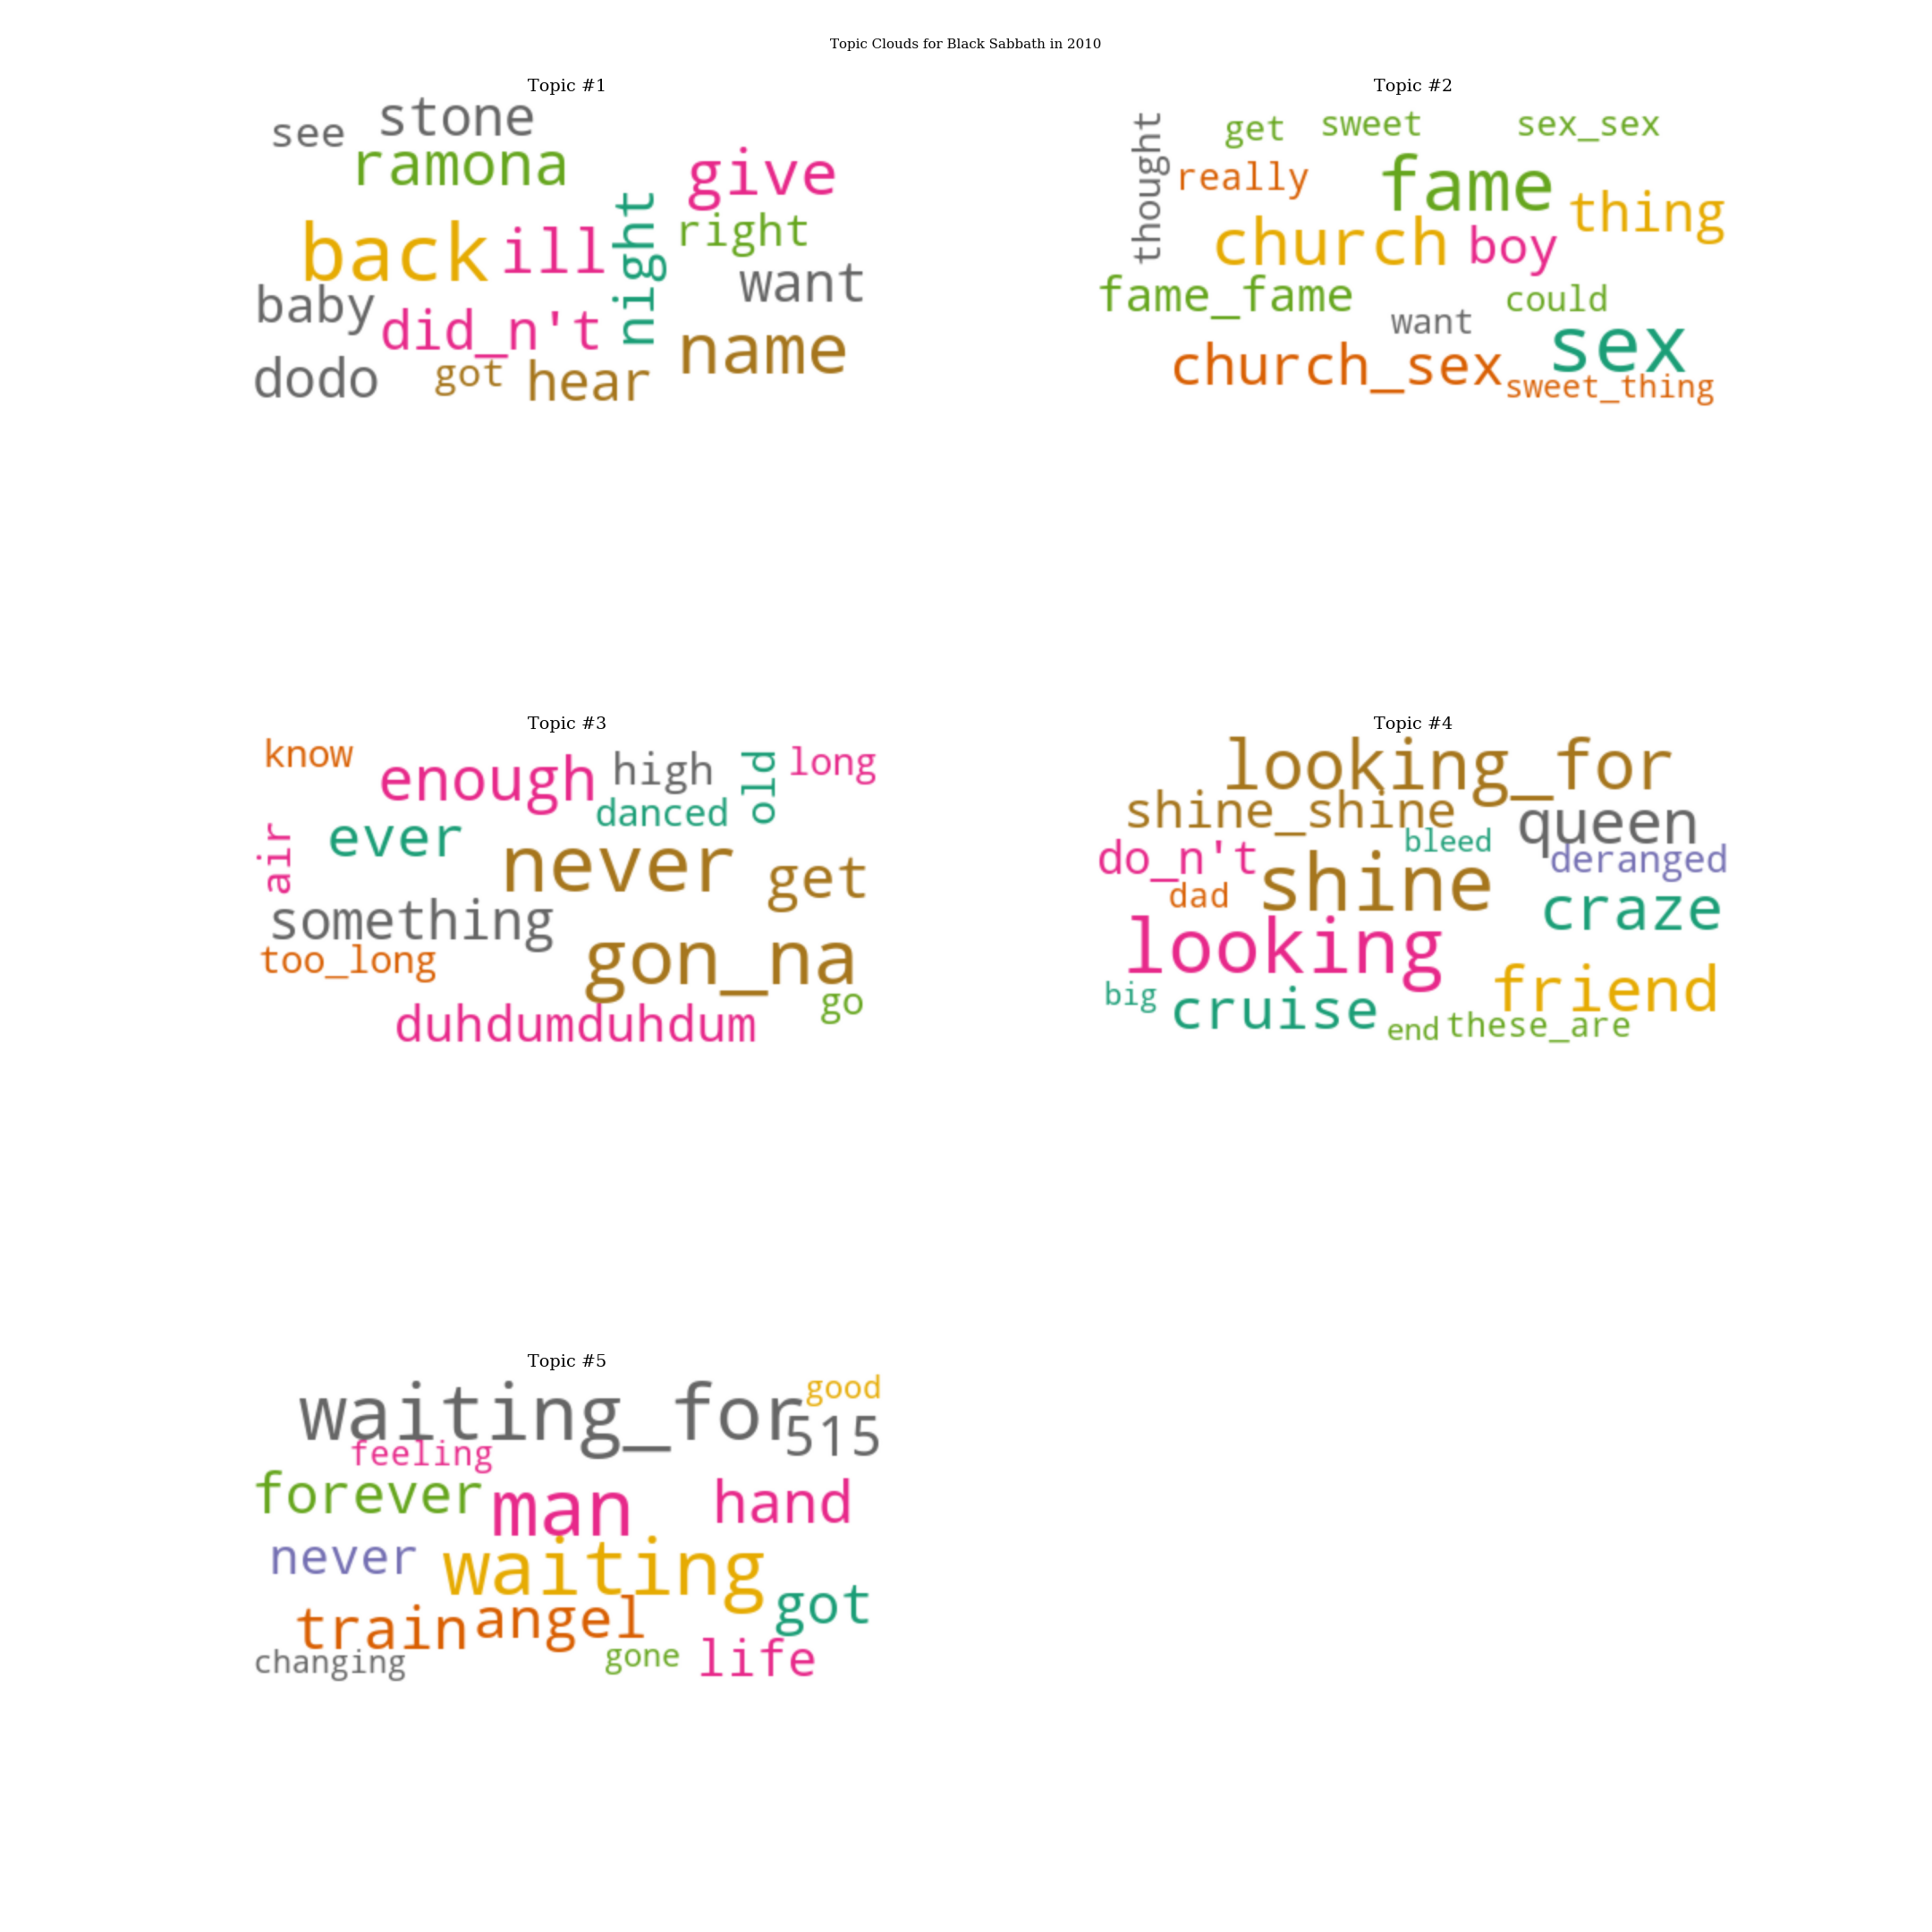 Topic Clouds for Black Sabbath in 2010
Topic #1
see stone
ramona
give
back ill night right
want
baby did_n't
name
dodo got hear
Topic #2
thought get sweet sex_sex
really fame thing
church boy
fame_fame could
want
church_sex sex
sweet_thing
Topic #3
know enough high old long
danced
air ever never get
something
too_long gon_na
go
duhdumduhdum
Topic #4
looking_for
shine_shine queen
bleed
do_n't deranged
dad shine craze
looking
big cruise friend
end these_are
Topic #5
waiting_for good
515
feeling
forever man hand
never waiting
got
train angel
changing gone life